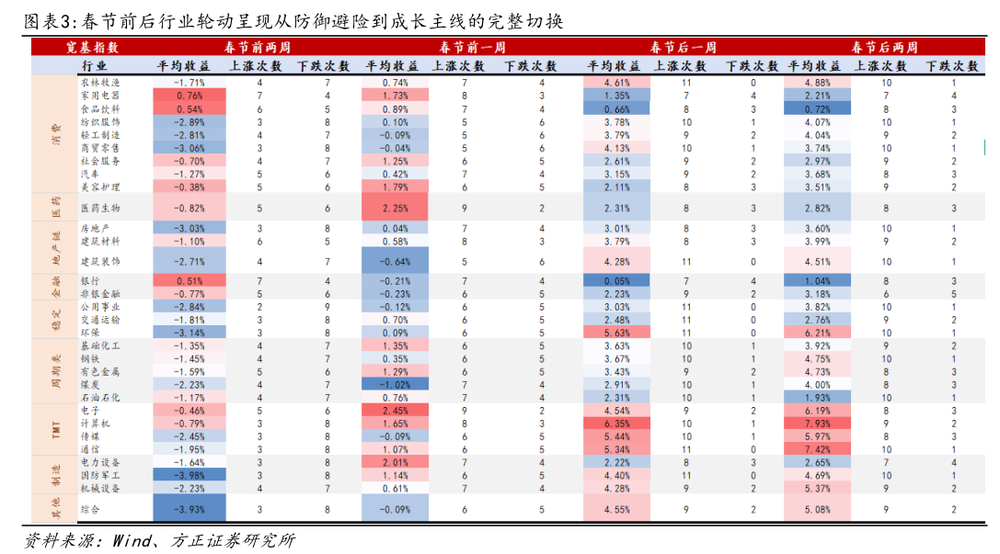 图表3:春节前后行业轮动呈现从防御避险到成长主线的完整切换
宽基指数 春节前两周 春节前一周 春节后一周 春节后两周
行业 平均收益 上涨次数 下跌次数 平均收益 上涨次数 下跌次数 平均收益 上涨次数 下跌次数 平均收益 上涨次数 下跌次数
消费
农林牧渔 -1.71% 4 7 0.74% 7 4 4.61% 11 0 4.88% 10 1
家用电器 0.76% 7 4 1.73% 8 3 1.35% 7 4 2.21% 7 4
食品饮料 0.54% 6 5 0.89% 7 4 0.66% 8 3 0.72% 8 3
纺织服饰 -2.89% 3 8 0.10% 5 6 3.78% 10 1 4.07% 10 1
轻工制造 -2.81% 4 7 -0.09% 5 6 3.79% 9 2 4.04% 9 2
商贸零售 -3.06% 3 8 -0.04% 5 6 4.13% 10 1 3.74% 10 1
社会服务 -0.70% 4 7 1.25% 6 5 2.61% 9 2 2.97% 9 2
汽车 -1.27% 5 6 0.42% 7 4 3.15% 9 2 3.68% 8 3
美容护理 -0.38% 5 6 1.79% 6 5 2.11% 8 3 3.51% 9 2
医药
医药生物 -0.82% 5 6 2.25% 9 2 2.31% 8 3 2.82% 8 3
地产链
房地产 -3.03% 3 8 0.04% 7 4 3.01% 8 3 3.60% 10 1
建筑材料 -1.10% 6 5 0.58% 8 3 3.79% 8 3 3.99% 9 2
建筑装饰 -2.71% 4 7 -0.64% 5 6 4.28% 11 0 4.51% 10 1
金融
银行 0.51% 7 4 -0.21% 7 4 0.05% 7 4 1.04% 8 3
非银金融 -0.77% 5 6 -0.23% 6 5 2.23% 9 2 3.18% 6 5
稳定
公用事业 -2.84% 2 9 -0.12% 6 5 3.03% 11 0 3.82% 10 1
交通运输 -1.81% 3 8 0.70% 6 5 2.48% 11 0 2.76% 9 2
环保 -3.14% 3 8 0.09% 6 5 5.63% 11 0 6.21% 10 1
周期类
基础化工 -1.35% 4 7 1.35% 6 5 3.63% 10 1 3.92% 9 2
钢铁 -1.45% 4 7 0.35% 6 5 3.67% 10 1 4.75% 10 1
有色金属 -1.59% 5 6 1.29% 6 5 3.43% 9 2 4.73% 8 3
煤炭 -2.23% 4 7 -1.02% 7 4 2.91% 10 1 4.00% 8 3
石油石化 -1.17% 4 7 0.76% 7 4 2.31% 10 1 1.93% 10 1
TMT
电子 -0.46% 5 6 2.45% 9 2 4.54% 9 2 6.19% 8 3
计算机 -0.79% 3 8 1.65% 8 3 6.35% 10 1 7.93% 9 2
传媒 -2.45% 3 8 -0.09% 6 5 5.44% 10 1 5.97% 8 3
通信 -1.95% 3 8 1.07% 6 5 5.34% 11 0 7.42% 10 1
制造
电力设备 -1.64% 3 8 2.01% 7 4 2.22% 8 3 2.65% 7 4
国防军工 -3.98% 3 8 1.14% 6 5 4.40% 11 0 4.69% 10 1
机械设备 -2.23% 4 7 0.61% 7 4 4.28% 9 2 5.37% 9 2
其他
综合 -3.93% 3 8 -0.09% 6 5 4.55% 9 2 5.08% 9 2
资料来源：Wind、方正证券研究所